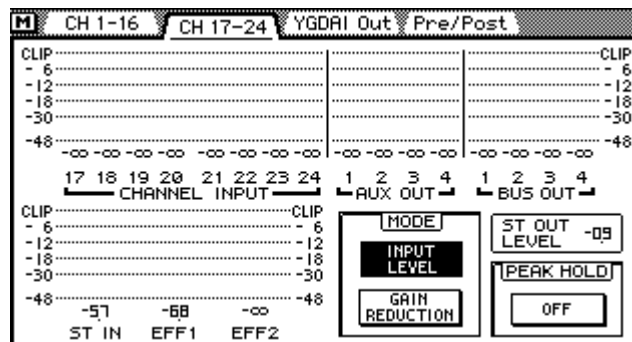 M CH 1-16 CH 17-24 YGDAI Out Pre/Post
CLIP CLIP
- 6 - 6
-12 -12
-18 -18
-30 -30
-48 -48
-∞ -∞ -∞ -∞ -∞ -∞ -∞ -∞ -∞ -∞ -∞ -∞ -∞ -∞ -∞ -∞
17 18 19 20 21 22 23 24 1 2 3 4 1 2 3 4
CHANNEL INPUT AUX OUT BUS OUT
CLIP CLIP
- 6 - 6
-12 -12
-18 -18
-30 -30
-48 -48
-57 -68 -∞
ST IN EFF1 EFF2
MODE
INPUT
LEVEL
GAIN
REDUCTION
ST OUT
LEVEL -09
PEAK HOLD
OFF